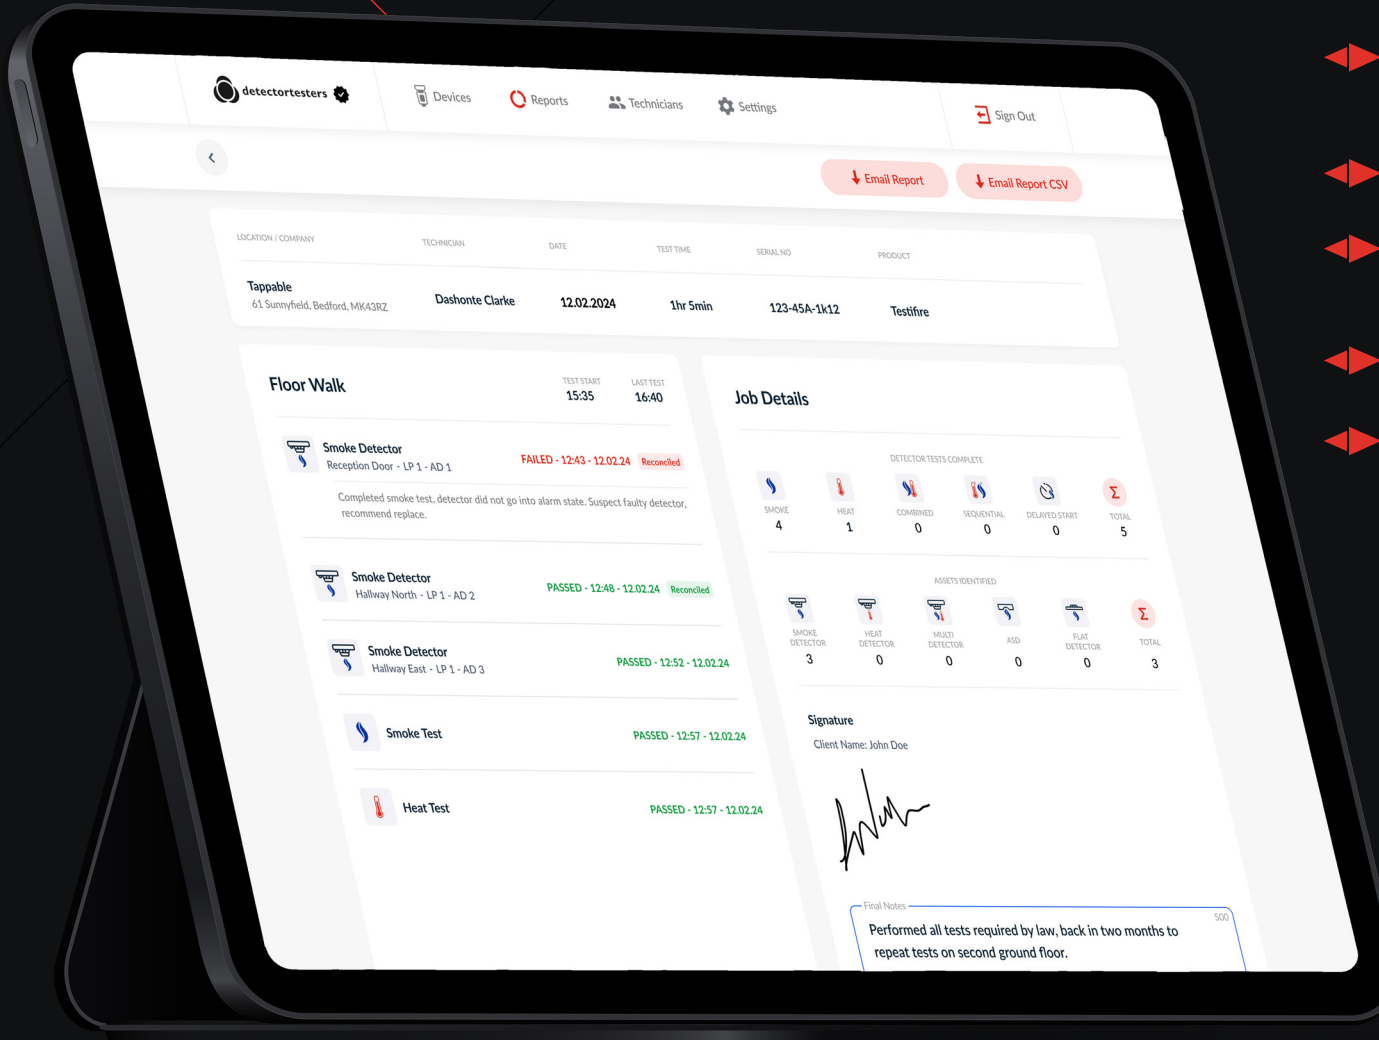 detectortesters
Devices
Reports
Technicians
Settings
Sign Out
Email Report
Email Report CSV
LOCATION / COMPANY
TECHNICIAN
DATE
TEST TIME
SERIAL NO
PRODUCT
Tappable
61 Sunnyfield, Bedford, MK43RZ
Dashonte Clarke
12.02.2024
1hr 5min
123-45A-1k12
Testifire
Floor Walk
TEST START
15:35
LAST TEST
16:40
Smoke Detector
Reception Door - LP 1 - AD 1
FAILED - 12:43 - 12.02.24
Reconciled
Completed smoke test, detector did not go into alarm state. Suspect faulty detector,
recommend replace.
Smoke Detector
Hallway North - LP 1 - AD 2
PASSED - 12:48 - 12.02.24
Reconciled
Smoke Detector
Hallway East - LP 1 - AD 3
PASSED - 12:52 - 12.02.24
Smoke Test
PASSED - 12:57 - 12.02.24
Heat Test
PASSED - 12:57 - 12.02.24
Job Details
DETECTOR TESTS COMPLETE
SMOKE
4
HEAT
1
COMBINED
0
SEQUENTIAL
0
DELAYED START
0
Σ
TOTAL
5
ASSETS IDENTIFIED
SMOKE
DETECTOR
3
HEAT
DETECTOR
0
MULTI
DETECTOR
0
ASD
0
FLAT
DETECTOR
0
Σ
TOTAL
3
Signature
Client Name: John Doe
Final Notes
500
Performed all tests required by law, back in two months to
repeat tests on second ground floor.